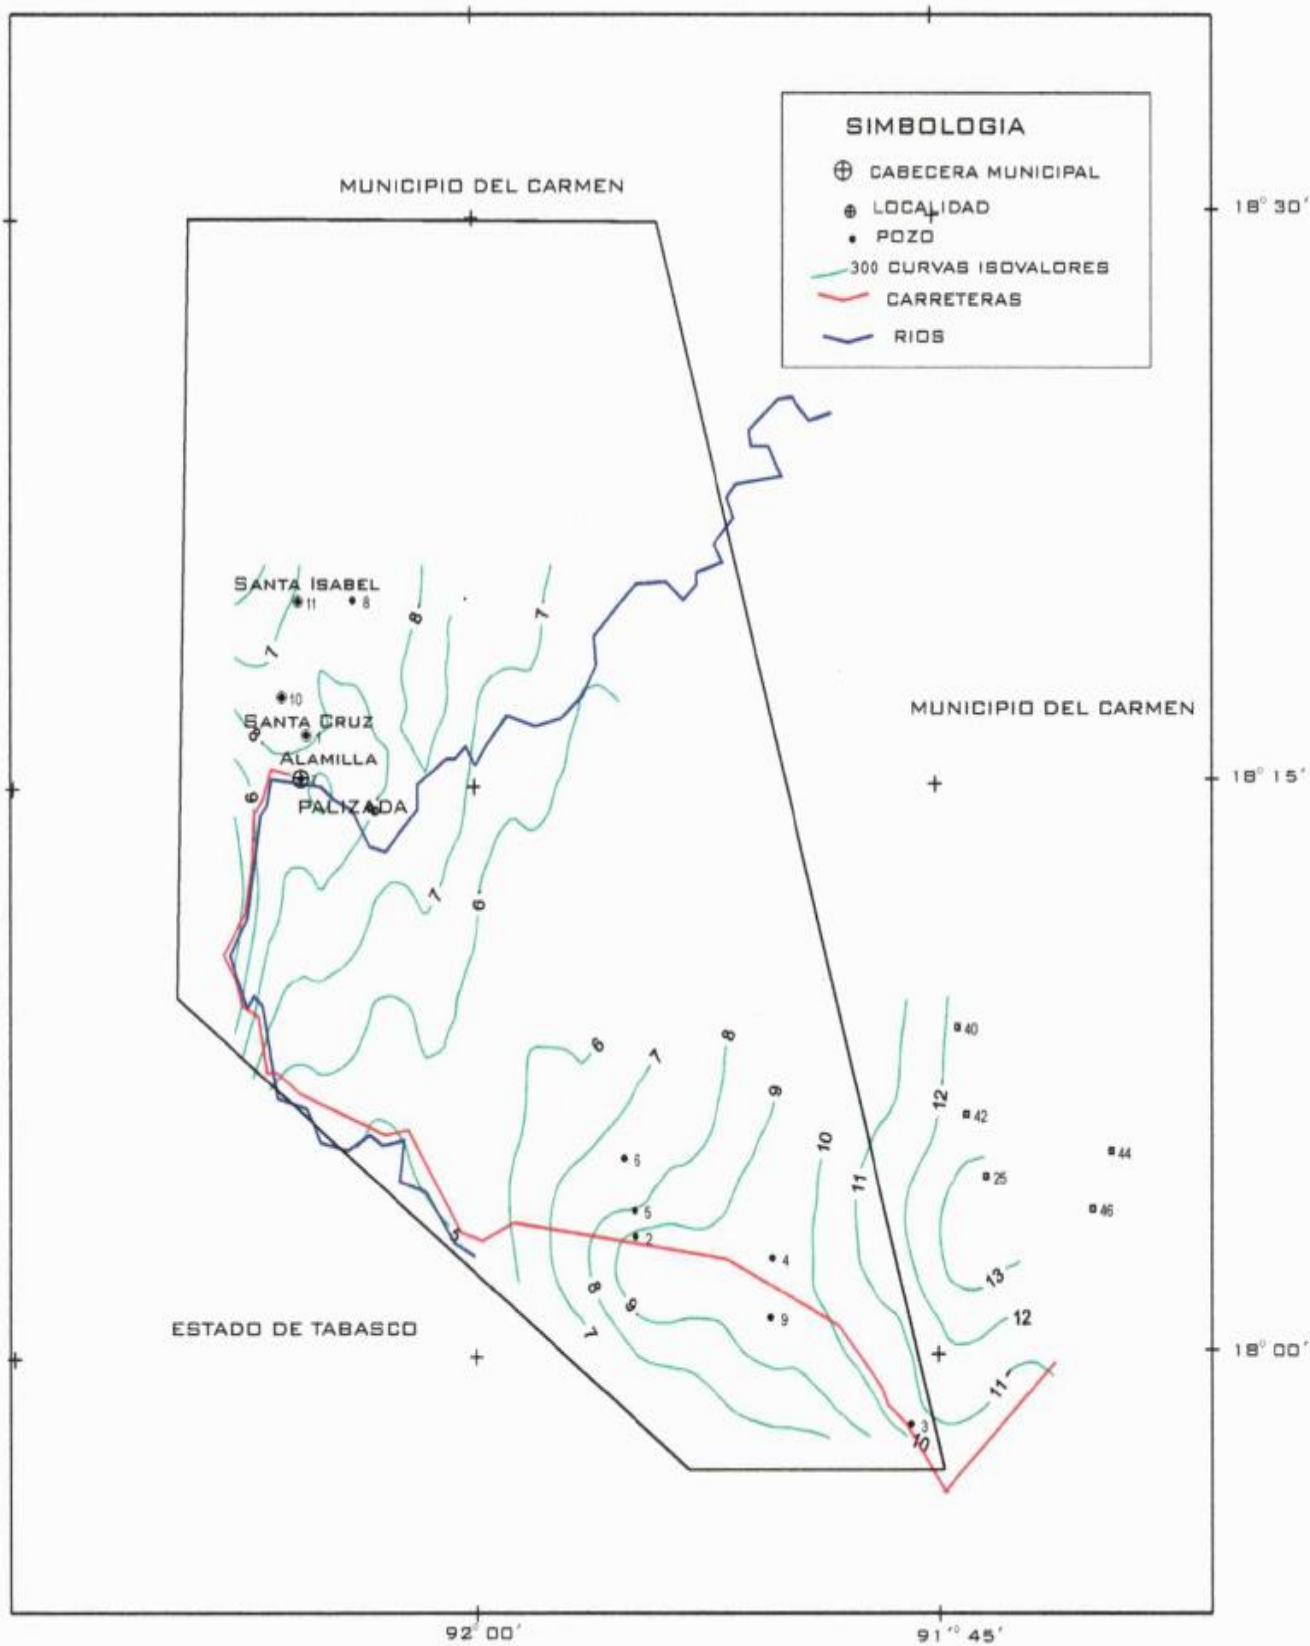 SIMBOLOGIA
CABECERA MUNICIPAL
LOCALIDAD
POZO
300 CURVAS ISOVALORES
CARRETERAS
RIOS
MUNICIPIO DEL CARMEN
18° 30'
SANTA ISABEL
11
8
8
7
7
10
MUNICIPIO DEL CARMEN
SANTA CRUZ
1
ALAMILLA
18° 15'
6
PALIZADA
7
6
40
6
7
8
9
12
42
10
44
6
11
25
5
46
5
2
4
13
8
9
9
12
ESTADO DE TABASCO
7
18° 00'
11
3
10
92° 00'
91° 45'